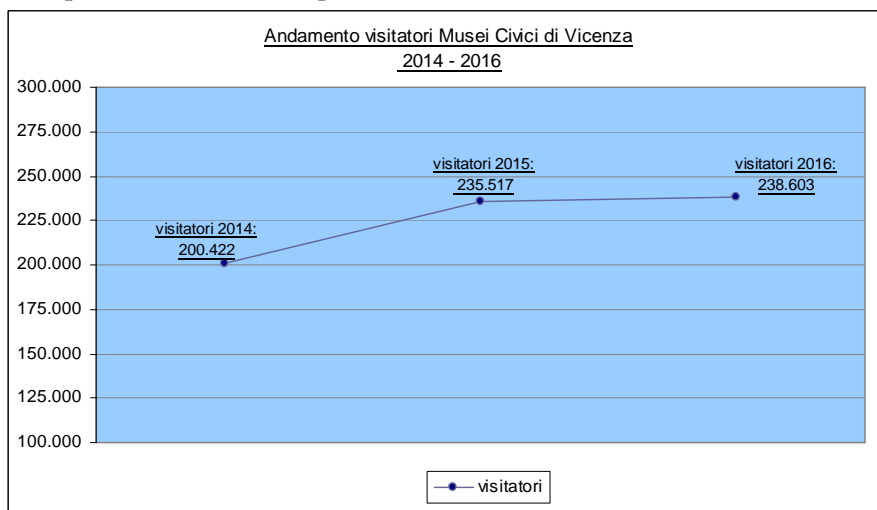 Andamento visitatori Musei Civici di Vicenza
2014 - 2016
300.000
275.000
250.000
225.000
200.000
175.000
150.000
125.000
100.000
visitatori 2014:
200.422
visitatori 2015:
235.517
visitatori 2016:
238.603
visitatori